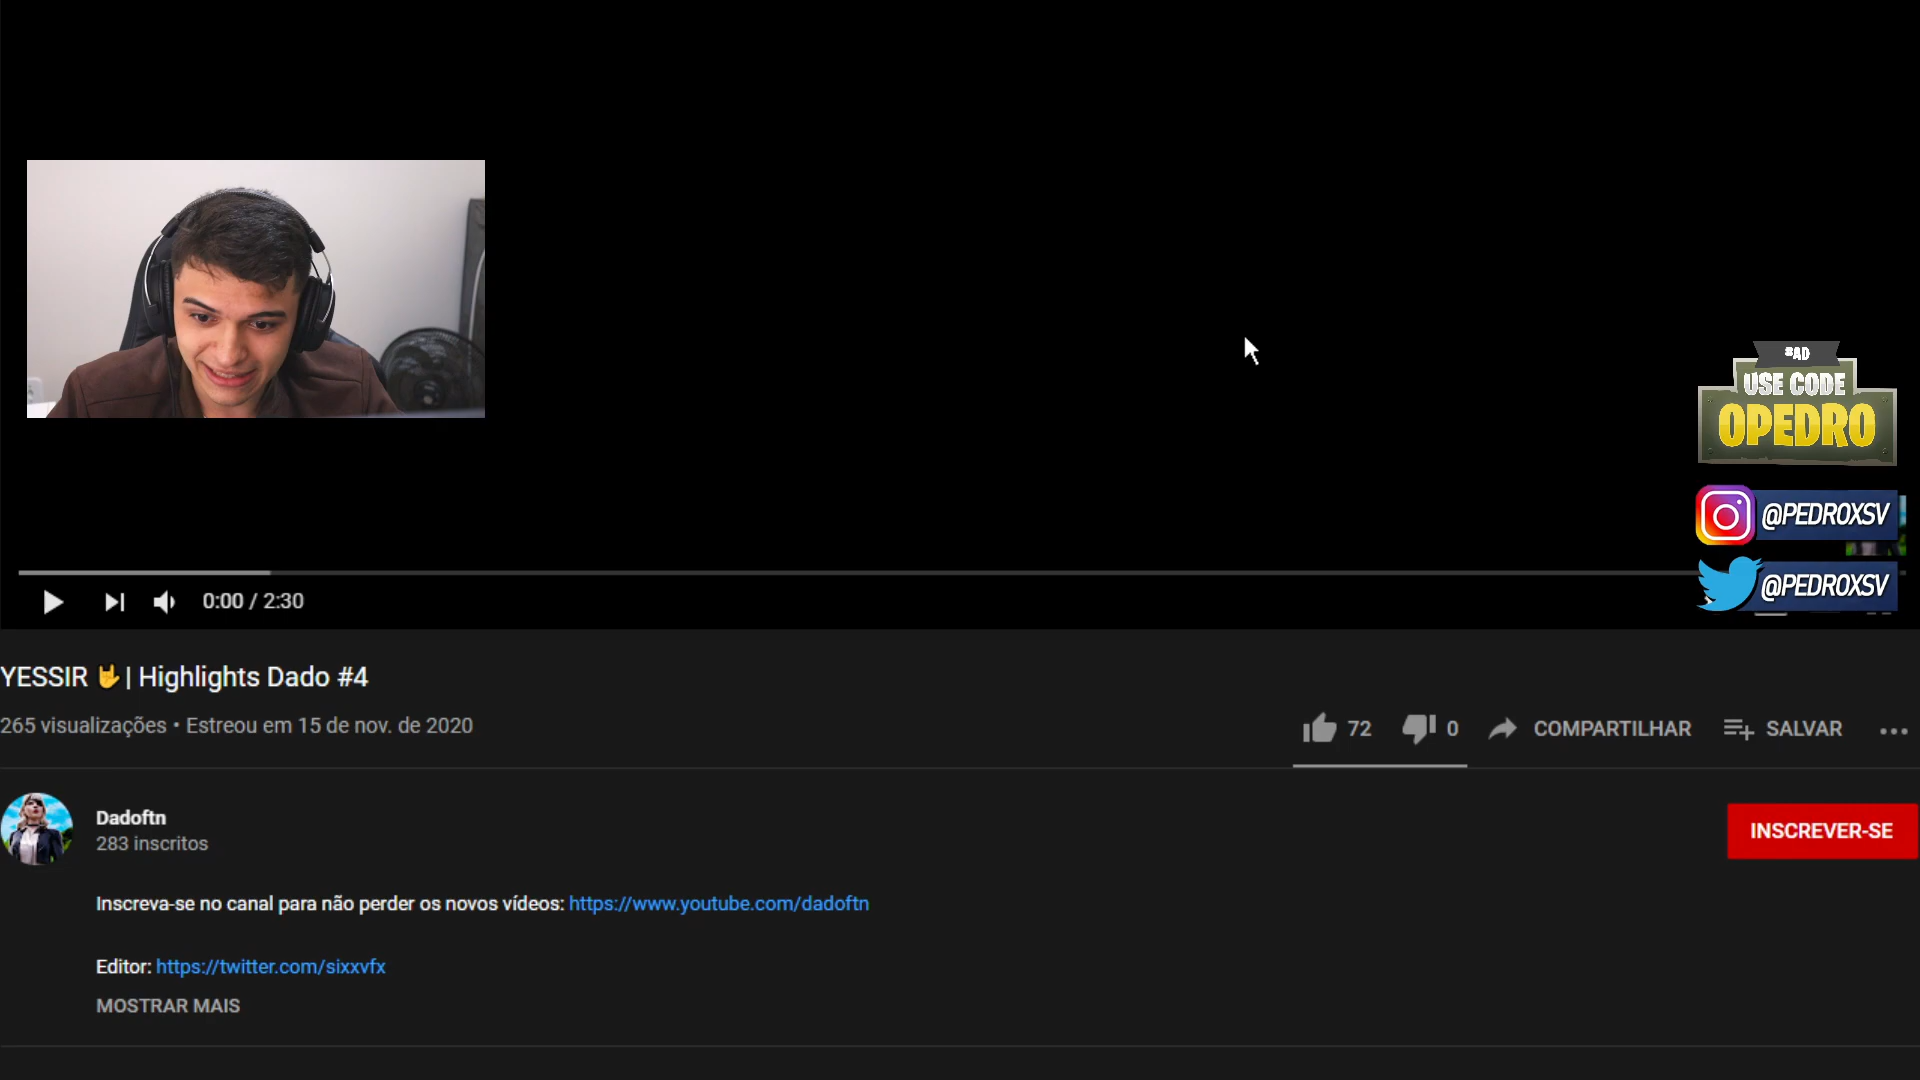 #AD
USE CODE
OPEDRO
@PEDROXSV
@PEDROXSV
0:00 / 2:30
YESSIR 🤟 | Highlights Dado #4
265 visualizações • Estreou em 15 de nov. de 2020
72 0 COMPARTILHAR SALVAR
Dadoftn
283 inscritos
INSCREVER-SE
Inscreva-se no canal para não perder os novos vídeos: https://www.youtube.com/dadoftn
Editor: https://twitter.com/sixxvfx
MOSTRAR MAIS